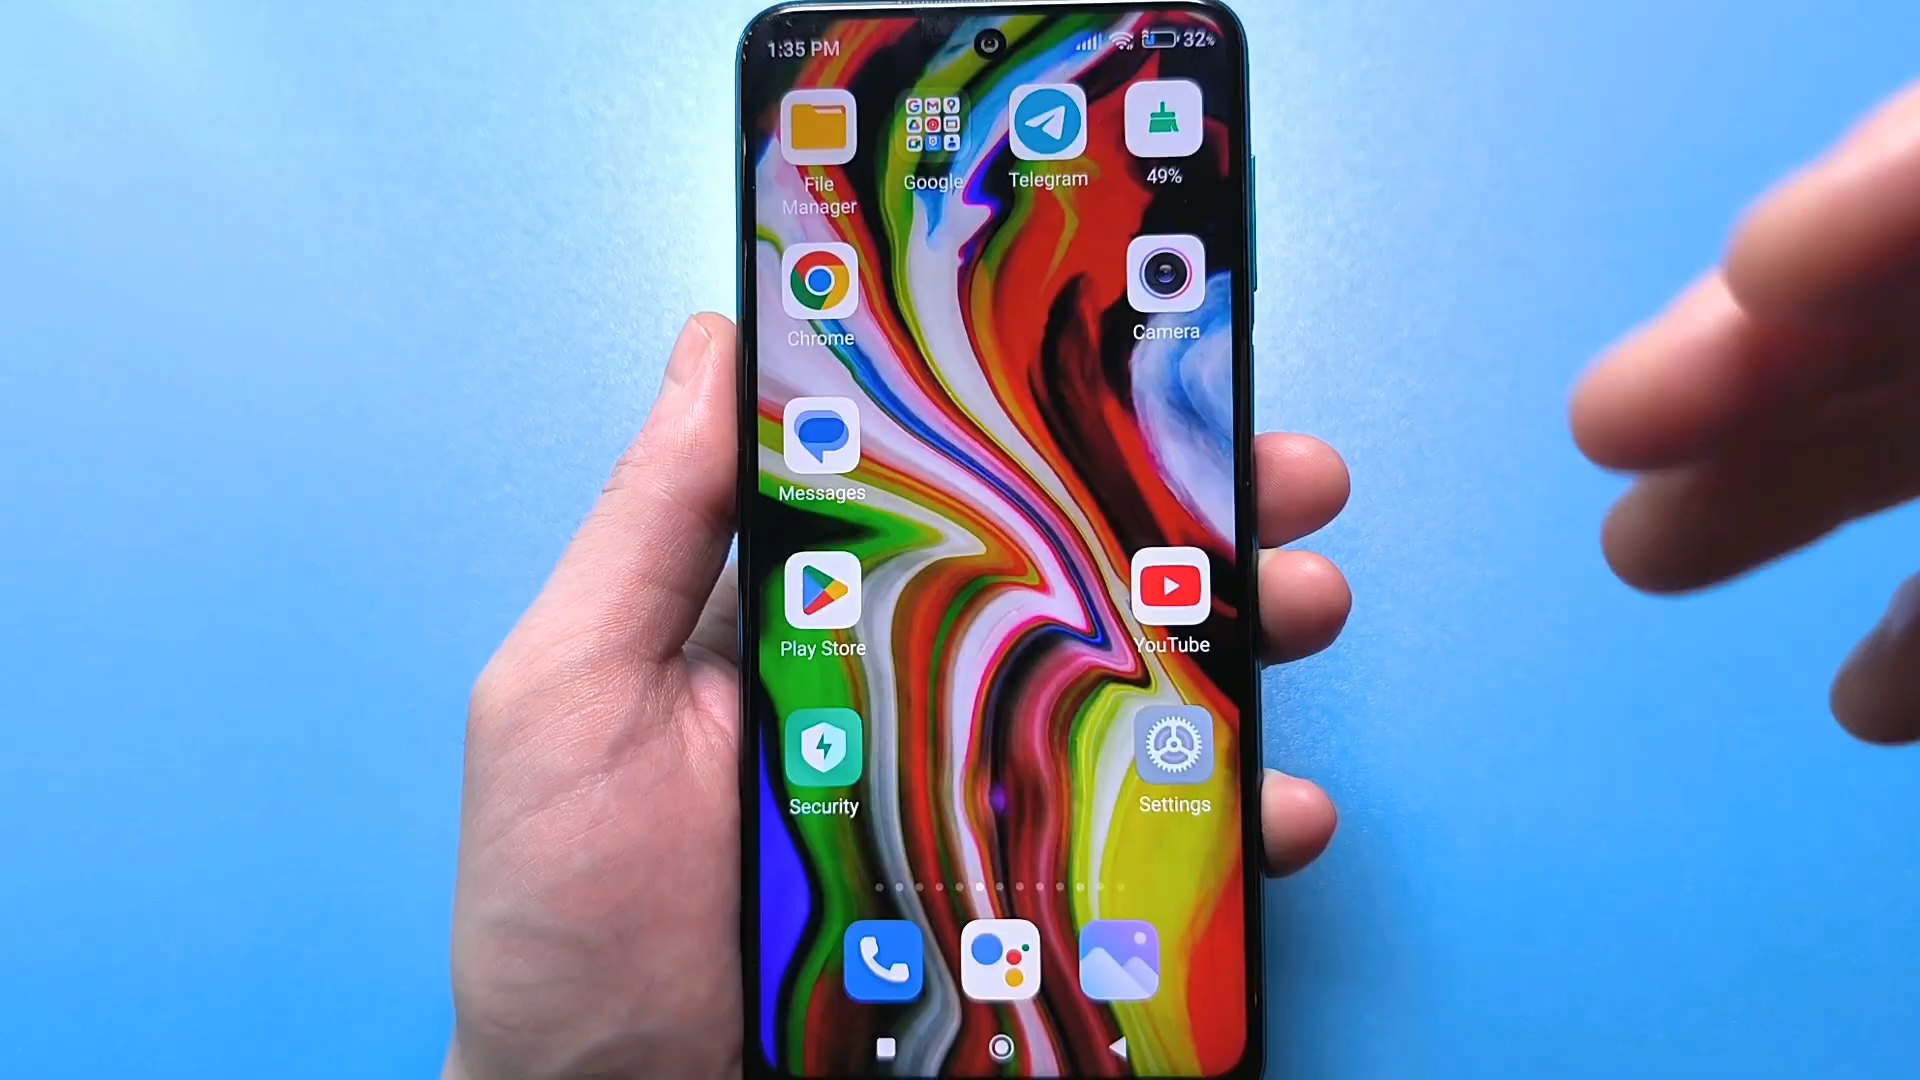 1:35 PM
32%
File
Manager
Google
Telegram
49%
Chrome
Camera
Messages
Play Store
YouTube
Security
Settings